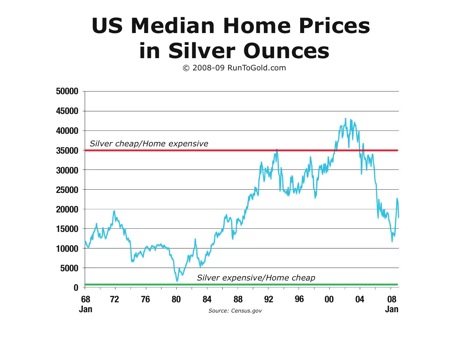 US Median Home Prices
in Silver Ounces
© 2008-09 RunToGold.com
50000
45000
40000
35000
30000
25000
20000
15000
10000
5000
0
Silver cheap/Home expensive
Silver expensive/Home cheap
68 72 76 80 84 88 92 96 00 04 08
Jan Jan
Source: Census.gov